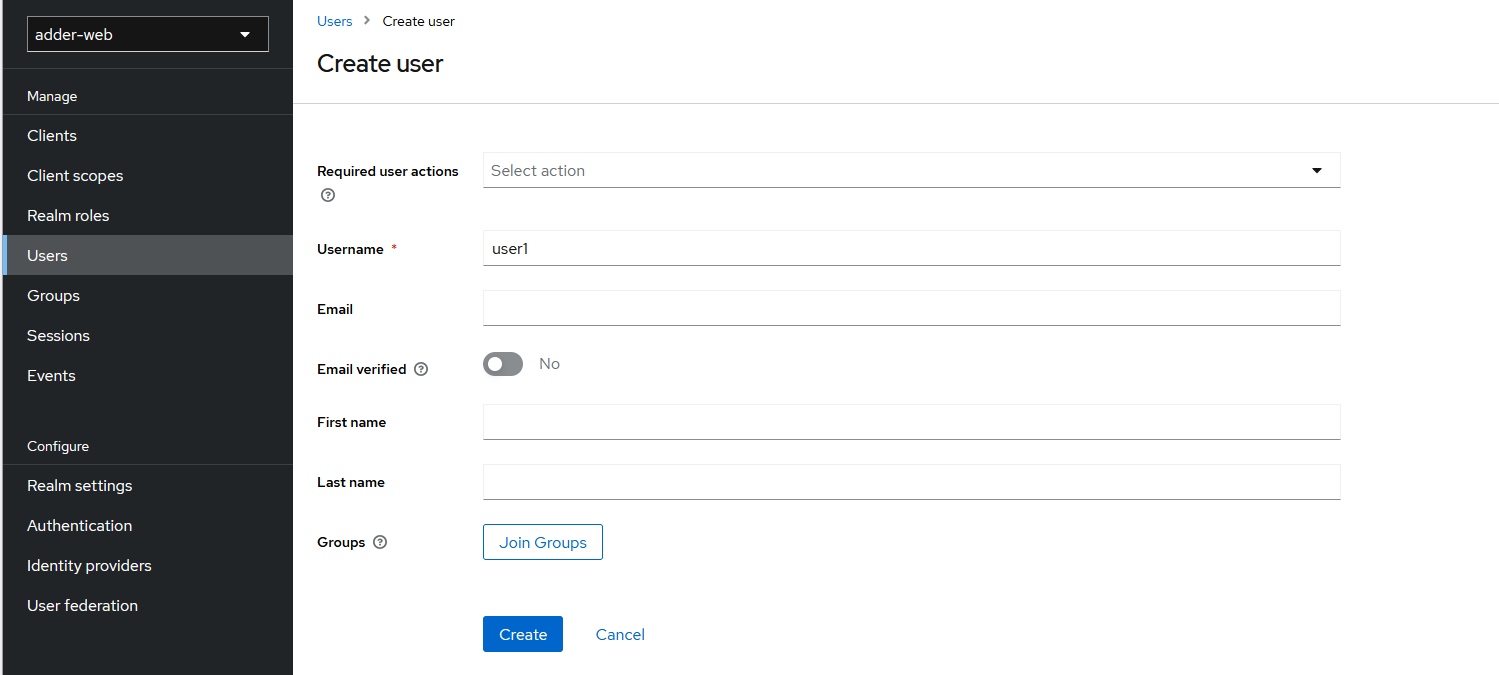 adder-web
Manage
Clients
Client scopes
Realm roles
Users
Groups
Sessions
Events
Configure
Realm settings
Authentication
Identity providers
User federation
Users > Create user
Create user
Required user actions
Select action
Username *
user1
Email
Email verified
No
First name
Last name
Groups
Join Groups
Create
Cancel